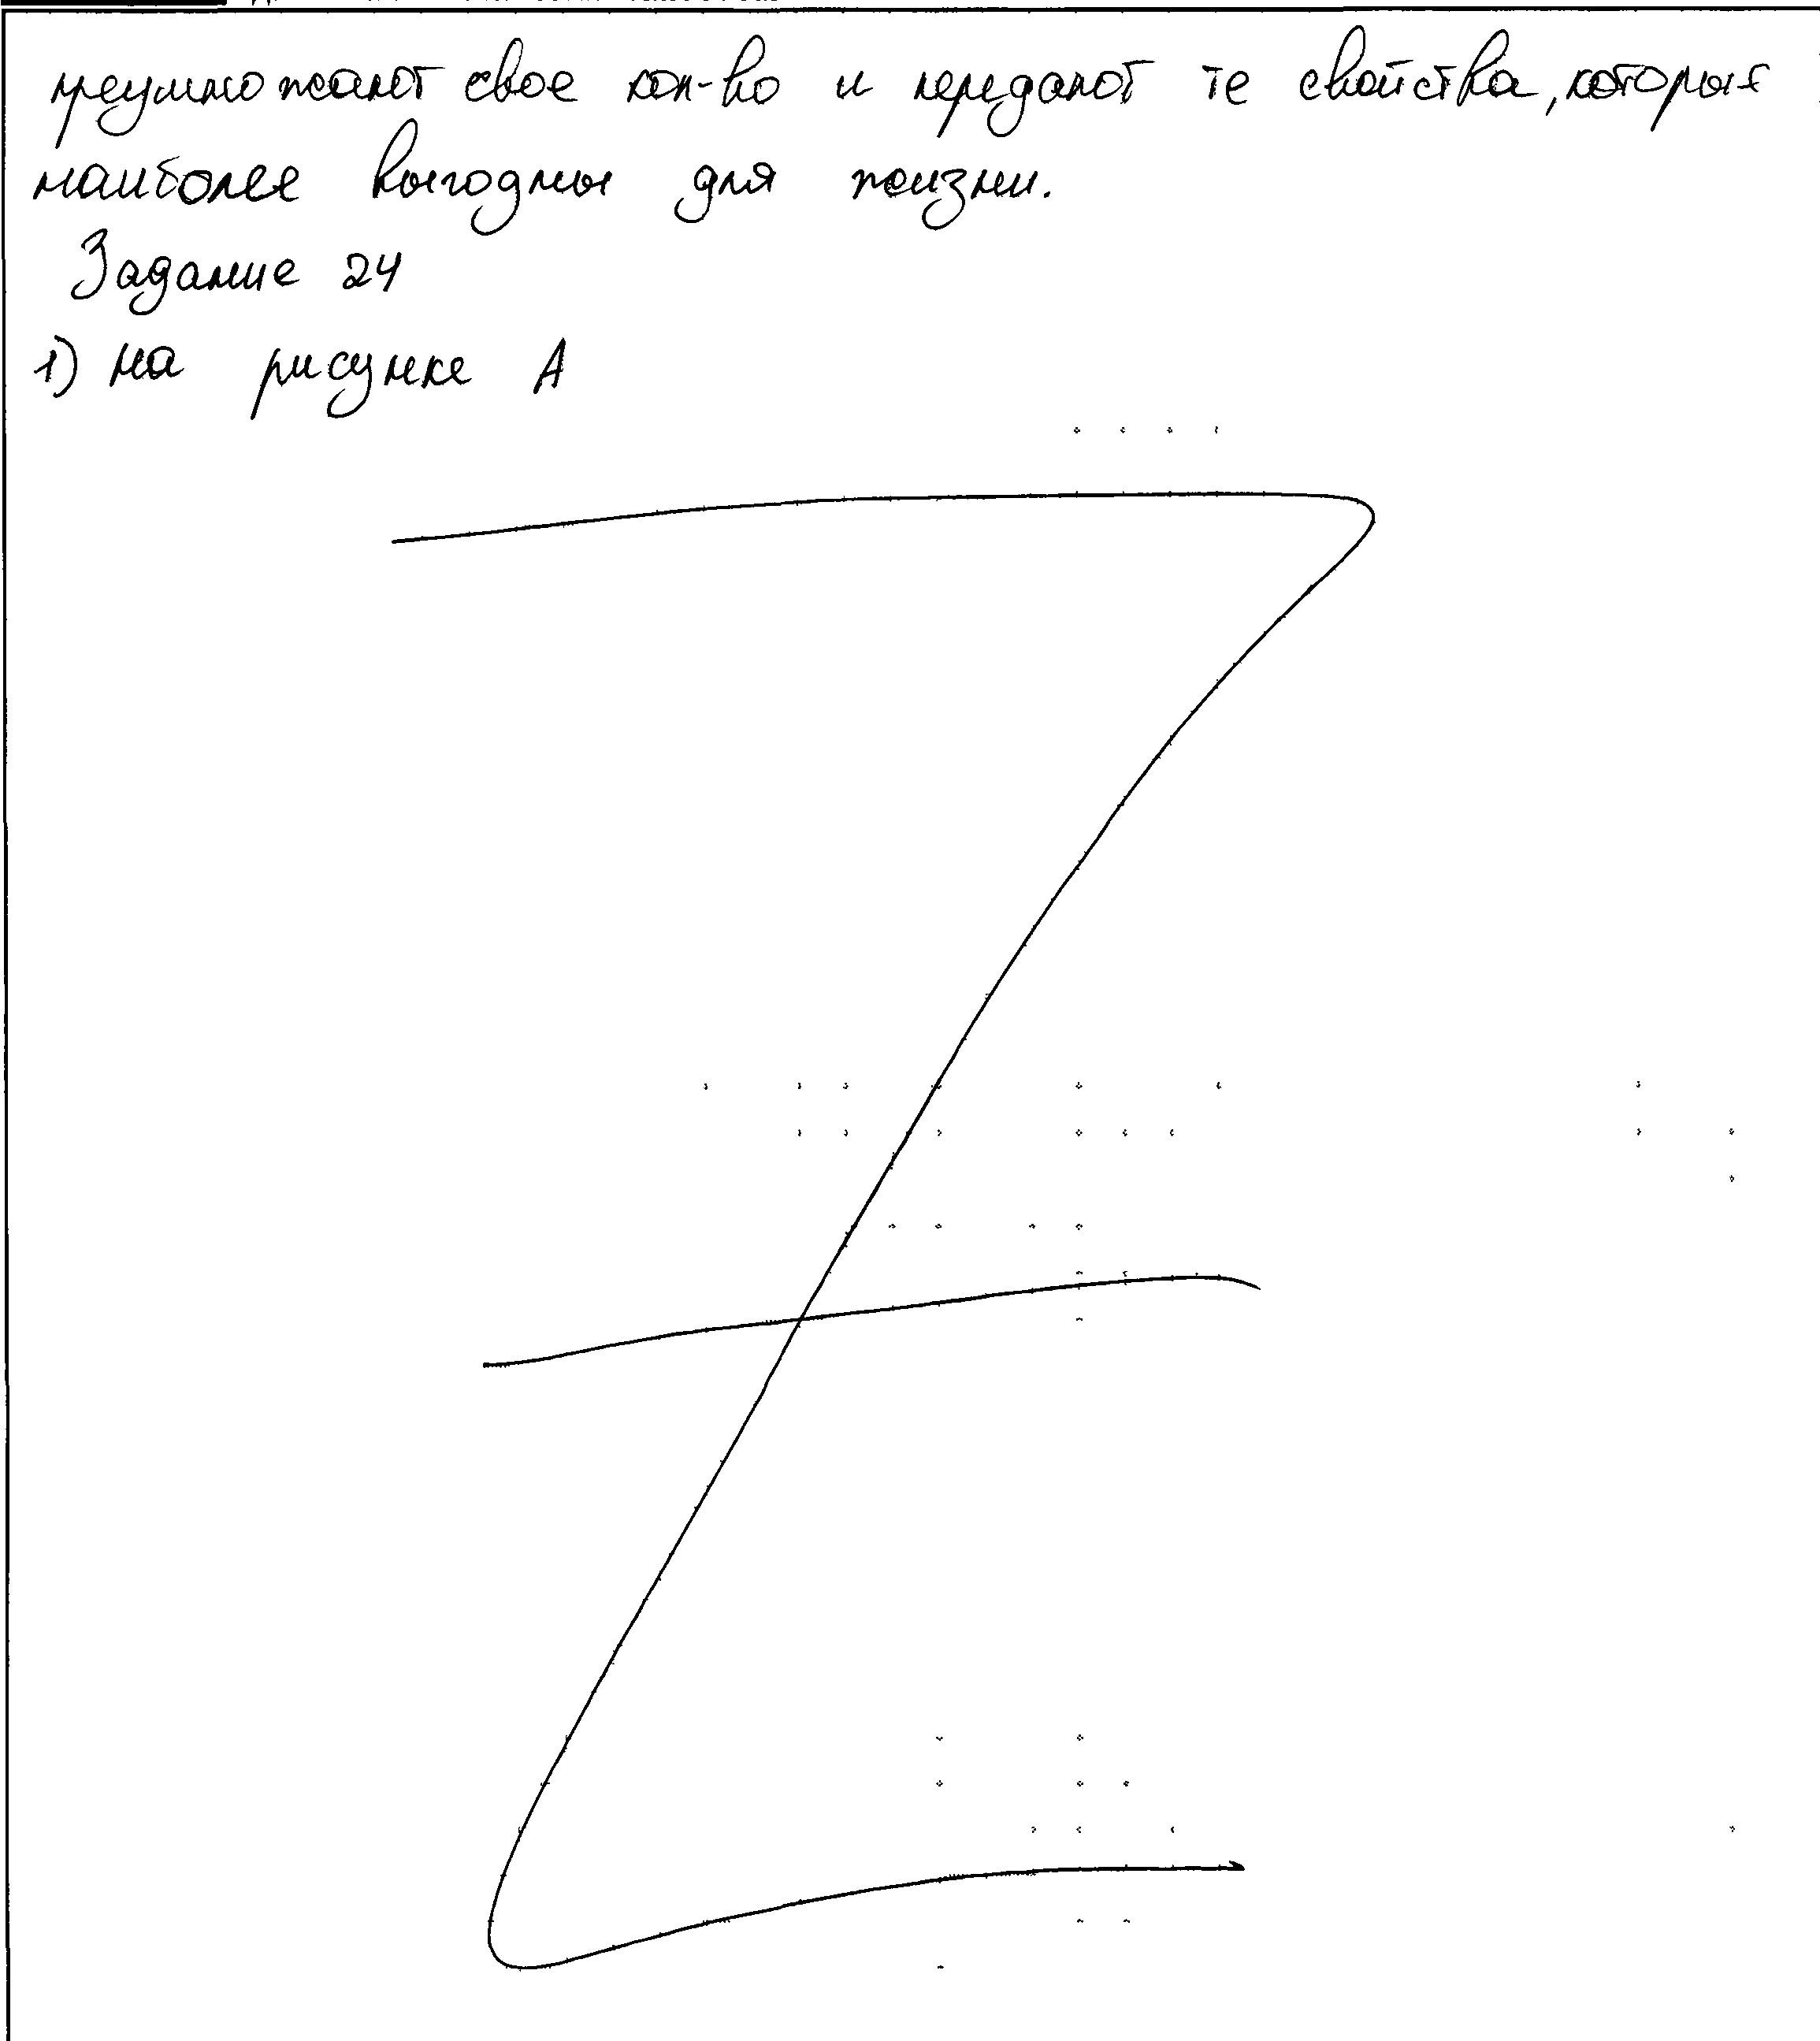 преумножают свое кол-во и передают те свойства, которые
наиболее выгодны для жизни.
Задание 24
1) на рисунке А